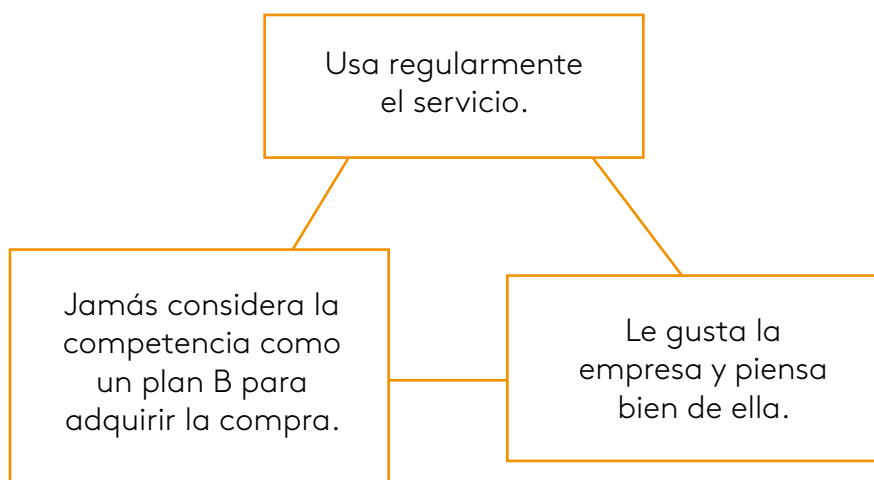 Usa regularmente
el servicio.
Jamás considera la
competencia como
un plan B para
adquirir la compra.
Le gusta la
empresa y piensa
bien de ella.